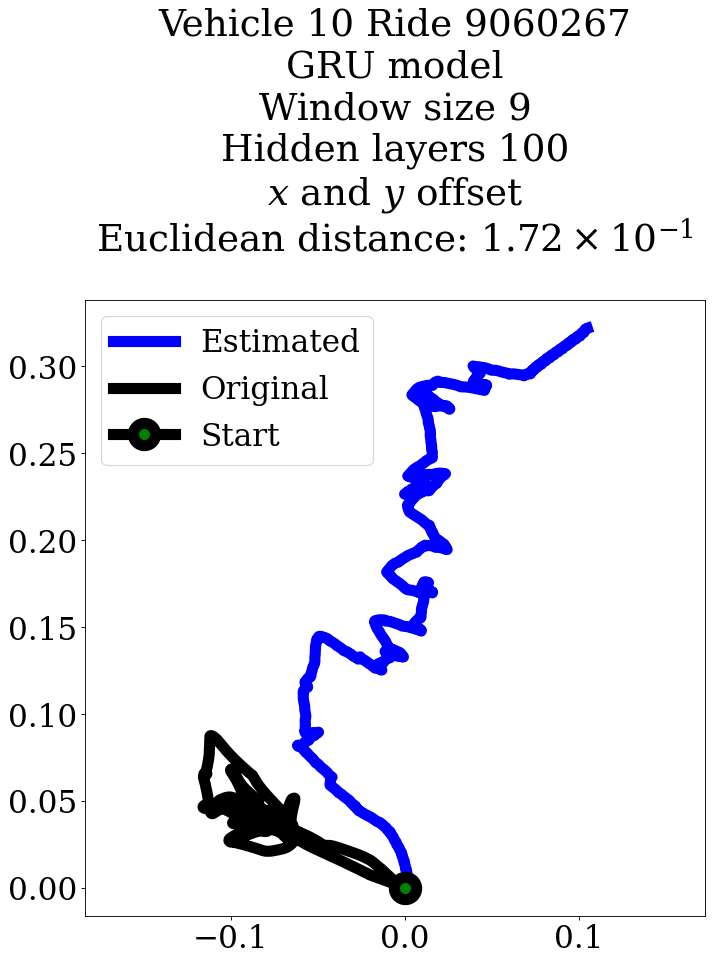 Vehicle 10 Ride 9060267
GRU model
Window size 9
Hidden layers 100
x and y offset
Euclidean distance: 1.72 × 10⁻¹
Estimated
Original
Start
0.30
0.25
0.20
0.15
0.10
0.05
0.00
−0.1 0.0 0.1